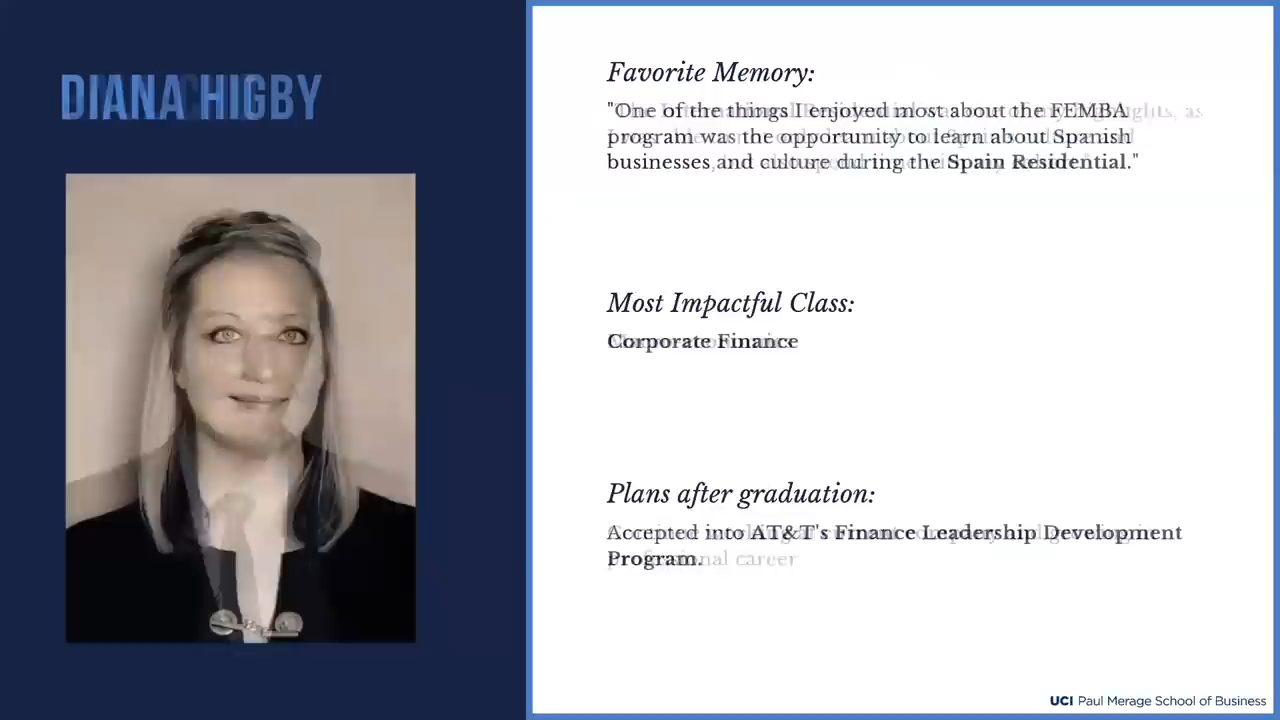 DIANA HIGBY
Favorite Memory:
"One of the things I enjoyed most about the FEMBA
program was the opportunity to learn about Spanish
businesses and culture during the Spain Residential."
Most Impactful Class:
Corporate Finance
Plans after graduation:
Accepted into AT&T's Finance Leadership Development
Program.
UCI Paul Merage School of Business